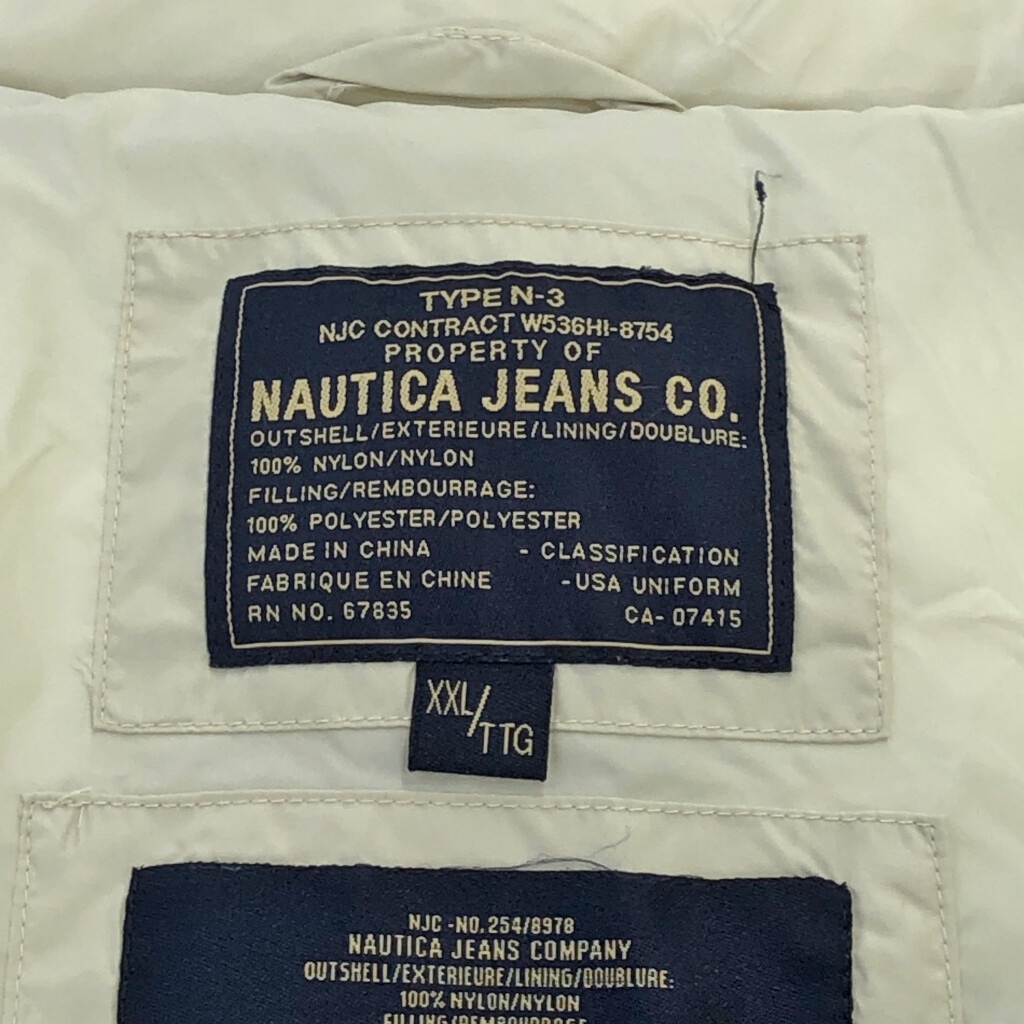 TYPE N-3
NJC CONTRACT W536HI-8754
PROPERTY OF
NAUTICA JEANS CO.
OUTSHELL/EXTERIEURE/LINING/DOUBLURE:
100% NYLON/NYLON
FILLING/REMBOURRAGE:
100% POLYESTER/POLYESTER
MADE IN CHINA - CLASSIFICATION
FABRIQUE EN CHINE -USA UNIFORM
RN NO. 67835 CA- 07415
XXL/TTG
NJC -NO. 254/8978
NAUTICA JEANS COMPANY
OUTSHELL/EXTERIEURE/LINING/DOUBLURE:
100% NYLON/NYLON
FILLING/REMBOURRAGE